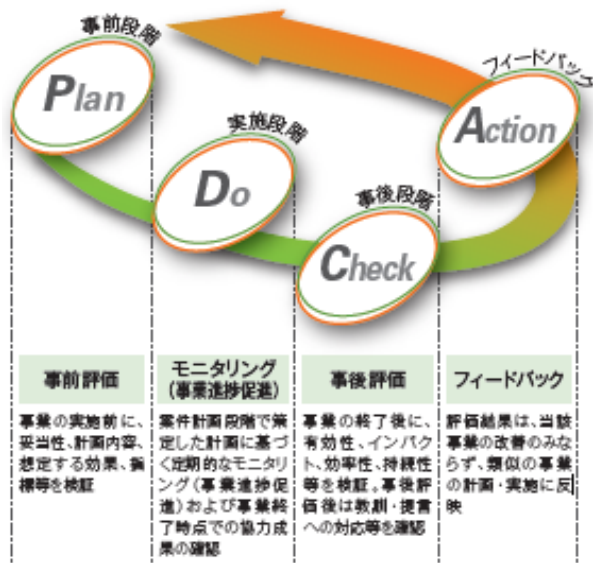 事前段階
Plan
実施段階
Do
事後段階
Check
フィードバック
Action
事前評価
事業の実施前に、
妥当性、計画内容、
想定する効果、指
標等を検証
モニタリング
(事業進捗促進)
案件計画段階で策
定した計画に基づ
く定期的なモニタリ
ング(事業進捗促
進)および事業終
了時点での協力成
果の確認
事後評価
事業の終了後に、
有効性、インパク
ト、効率性、持続性
等を検証。事後評
価後は教訓・提言
への対応等を確認
フィードバック
評価結果は、当該
事業の改善のみな
らず、類似の事業
の計画・実施に反
映